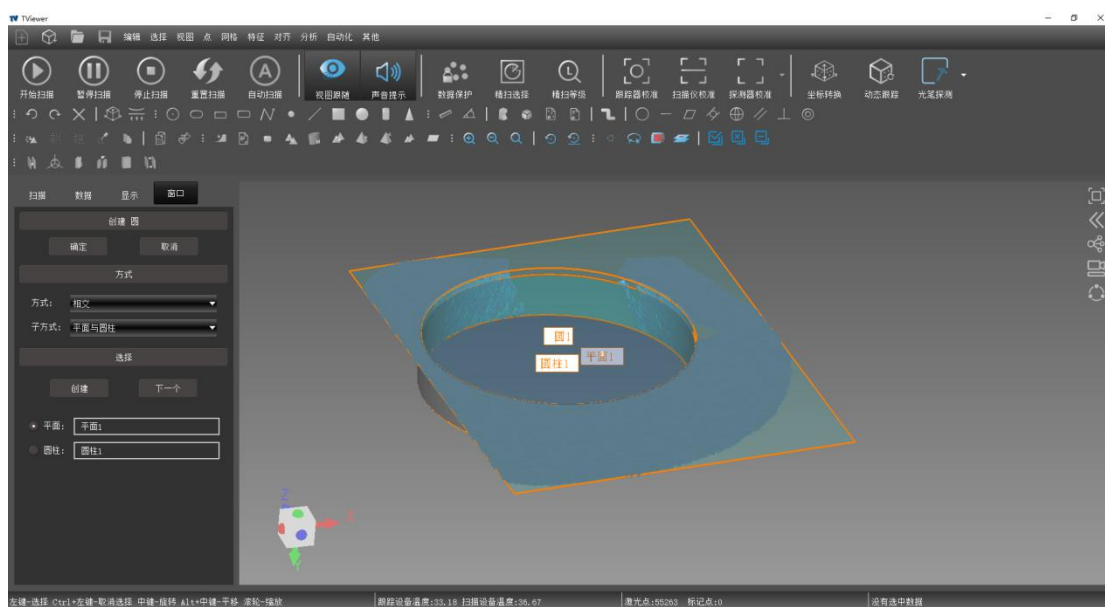 TViewer
编辑 选择 视图 点 网格 特征 对齐 分析 自动化 其他
开始扫描 暂停扫描 停止扫描 重置扫描 自动扫描 视图跟随 声音提示 数据保护 精扫选择 精扫等级 跟踪器校准 扫描仪校准 探测器校准 坐标转换 动态跟踪 光笔探测
扫描 数据 显示 窗口
创建 圆
确定 取消
方式
方式: 相交
子方式: 平面与圆柱
选择
创建 下一个
平面: 平面1
圆柱: 圆柱1
圆1
圆柱1 平面1
Z
X
Y
左键-选择 Ctrl+左键-取消选择 中键-旋转 Alt+中键-平移 滚轮-缩放 跟踪设备温度:33.18 扫描设备温度:36.67 激光点:55263 标记点:0 没有选中数据